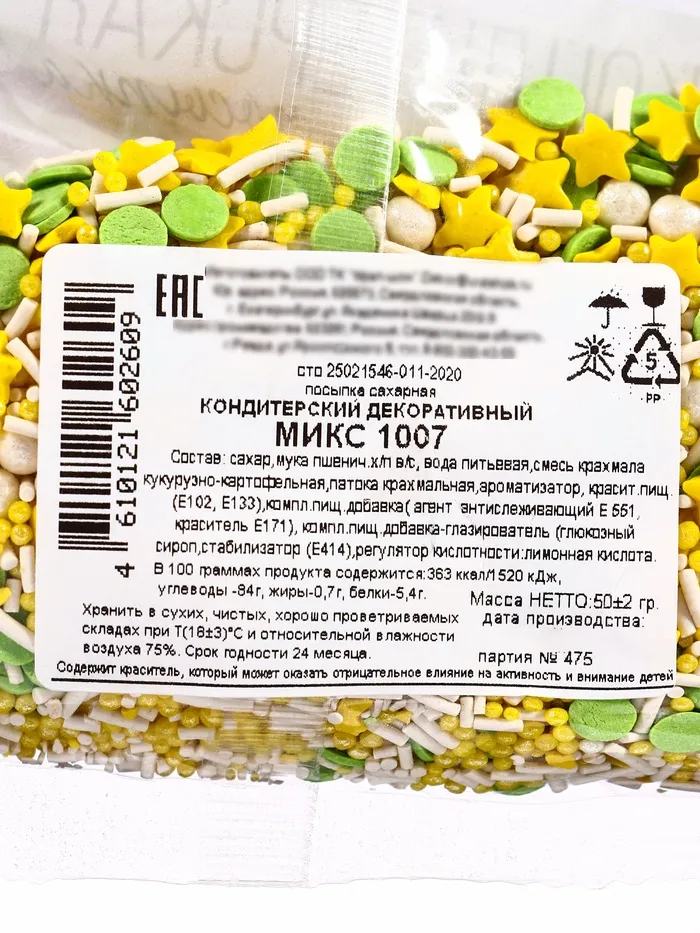 EAC
сто 25021546-011-2020
посыпка сахарная
КОНДИТЕРСКИЙ ДЕКОРАТИВНЫЙ
МИКС 1007
Состав: сахар,мука пшенич.х/п в/с, вода питьевая,смесь крахмала
кукурузно-картофельная,патока крахмальная,ароматизатор, красит.пищ.
(Е102, Е133),компл.пищ.добавка( агент антислеживающий Е 551,
краситель Е171), компл.пищ.добавка-глазирователь (глюкозный
сироп,стабилизатор (Е414),регулятор кислотности:лимонная кислота.
В 100 граммах продукта содержится:363 ккал/1520 кДж,
углеводы -84г, жиры-0,7г, белки-5,4г.
Масса НЕТТО:50±2 гр.
дата производства:
Хранить в сухих, чистых, хорошо проветриваемых
складах при Т(18±3)°С и относительной влажности
воздуха 75%. Срок годности 24 месяца.
партия № 475
Содержит краситель, который может оказать отрицательное влияние на активность и внимание детей
4 610121 602609
5
PP